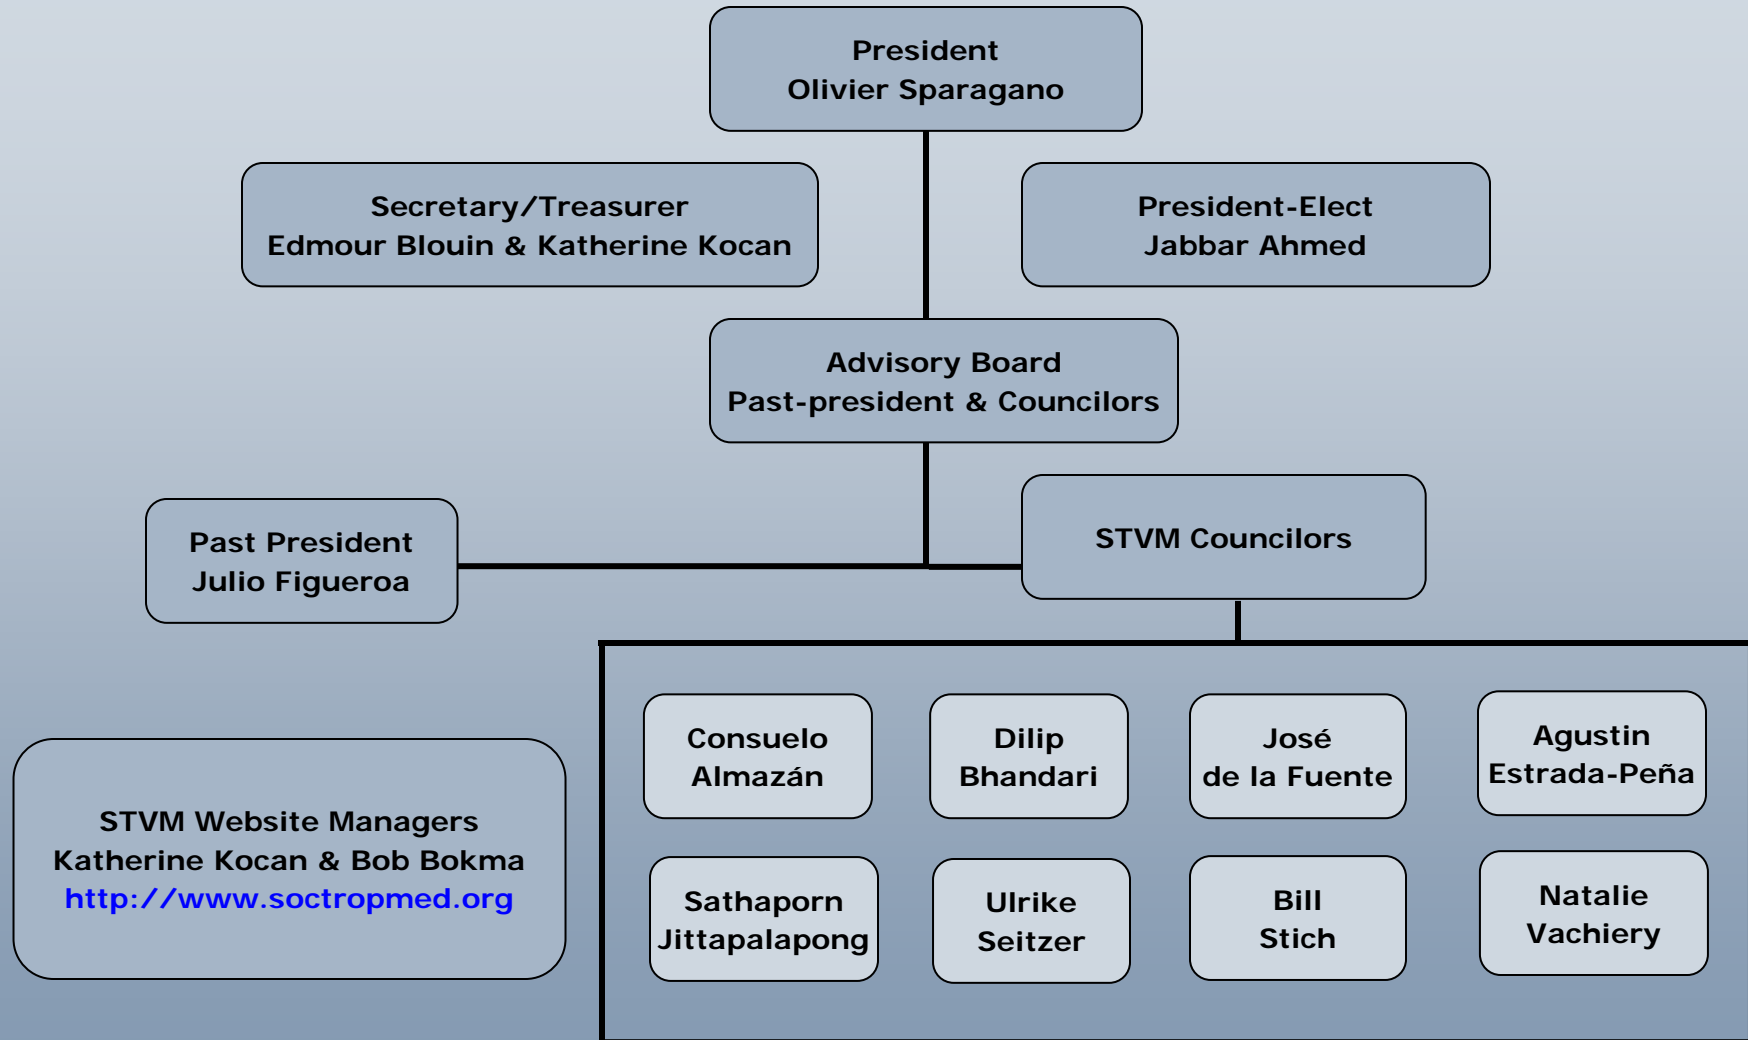 President
Olivier Sparagano
Secretary/Treasurer
Edmour Blouin & Katherine Kocan
President-Elect
Jabbar Ahmed
Advisory Board
Past-president & Councilors
Past President
Julio Figueroa
STVM Councilors
Consuelo
Almazán
Dilip
Bhandari
José
de la Fuente
Agustin
Estrada-Peña
STVM Website Managers
Katherine Kocan & Bob Bokma
http://www.soctropmed.org
Sathaporn
Jittapalapong
Ulrike
Seitzer
Bill
Stich
Natalie
Vachiery